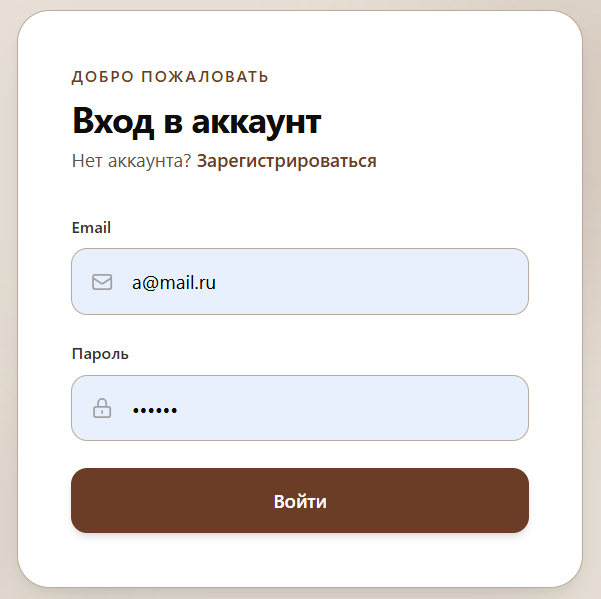 ДОБРО ПОЖАЛОВАТЬ
Вход в аккаунт
Нет аккаунта? Зарегистрироваться
Email
a@mail.ru
Пароль
••••••
Войти